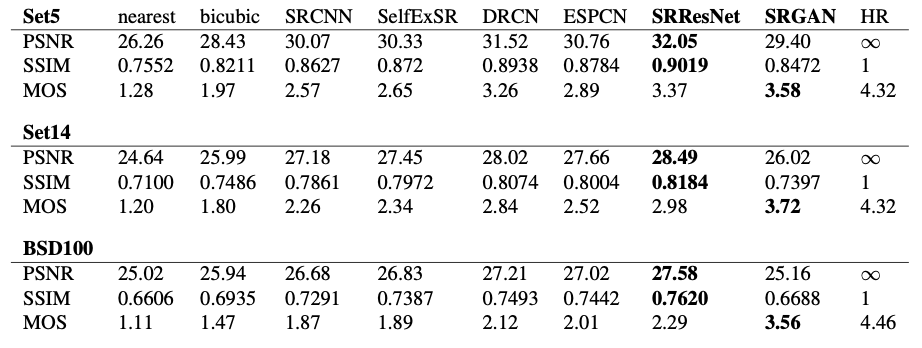 Set5 nearest bicubic SRCNN SelfExSR DRCN ESPCN SRResNet SRGAN HR
PSNR 26.26 28.43 30.07 30.33 31.52 30.76 32.05 29.40 ∞
SSIM 0.7552 0.8211 0.8627 0.872 0.8938 0.8784 0.9019 0.8472 1
MOS 1.28 1.97 2.57 2.65 3.26 2.89 3.37 3.58 4.32
Set14
PSNR 24.64 25.99 27.18 27.45 28.02 27.66 28.49 26.02 ∞
SSIM 0.7100 0.7486 0.7861 0.7972 0.8074 0.8004 0.8184 0.7397 1
MOS 1.20 1.80 2.26 2.34 2.84 2.52 2.98 3.72 4.32
BSD100
PSNR 25.02 25.94 26.68 26.83 27.21 27.02 27.58 25.16 ∞
SSIM 0.6606 0.6935 0.7291 0.7387 0.7493 0.7442 0.7620 0.6688 1
MOS 1.11 1.47 1.87 1.89 2.12 2.01 2.29 3.56 4.46